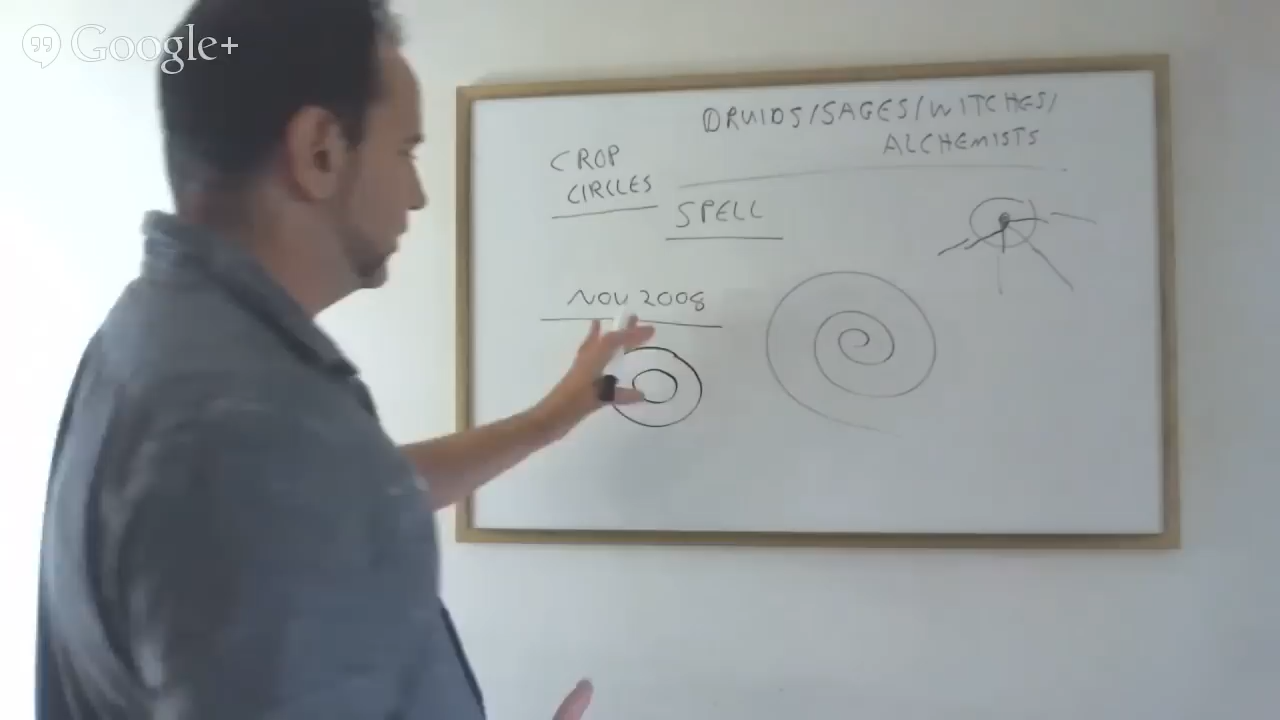 Google+
DRUIDS/SAGES/WITCHES/
ALCHEMISTS
CROP
CIRCLES
SPELL
NOV 2008